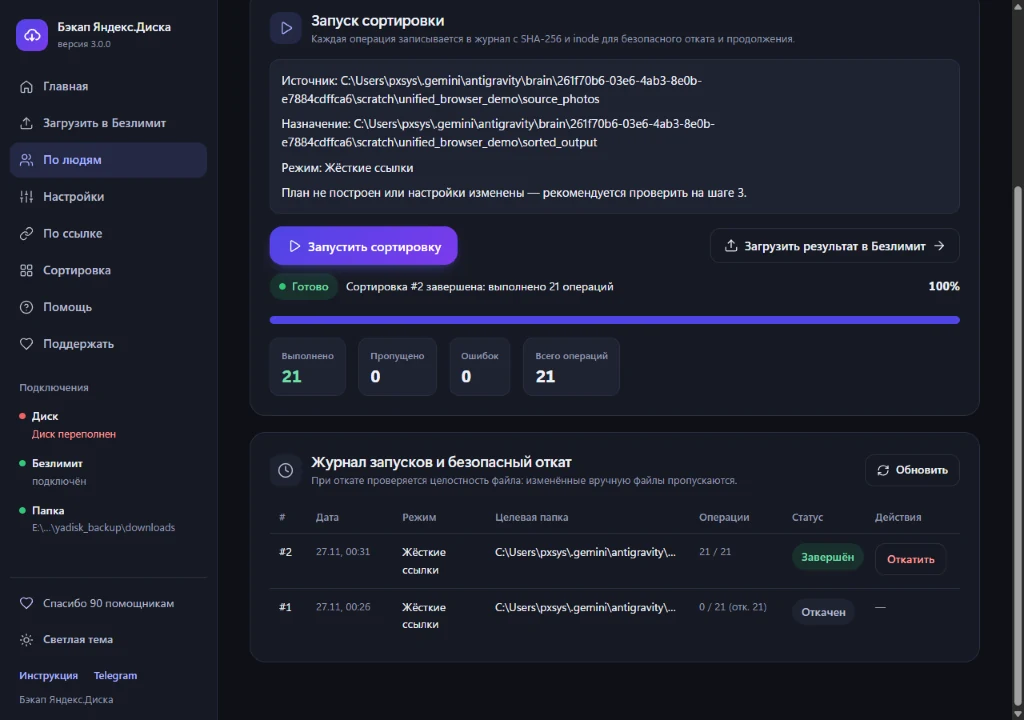 Бэкап Яндекс.Диска
версия 3.0.0
Главная
Загрузить в Безлимит
По людям
Настройки
По ссылке
Сортировка
Помощь
Поддержать
Подключения
Диск
Диск переполнен
Безлимит
подключён
Папка
E:\...\yadisk_backup\downloads
Спасибо 90 помощникам
Светлая тема
Инструкция Telegram
Бэкап Яндекс.Диска
Запуск сортировки
Каждая операция записывается в журнал с SHA-256 и inode для безопасного отката и продолжения.
Источник: C:\Users\pxsys\.gemini\antigravity\brain\261f70b6-03e6-4ab3-8e0b-
e7884cdffca6\scratch\unified_browser_demo\source_photos
Назначение: C:\Users\pxsys\.gemini\antigravity\brain\261f70b6-03e6-4ab3-8e0b-
e7884cdffca6\scratch\unified_browser_demo\sorted_output
Режим: Жёсткие ссылки
План не построен или настройки изменены — рекомендуется проверить на шаге 3.
Запустить сортировку
Загрузить результат в Безлимит →
Готово Сортировка #2 завершена: выполнено 21 операций 100%
Выполнено Пропущено Ошибок Всего операций
21 0 0 21
Журнал запусков и безопасный откат
При откате проверяется целостность файла: изменённые вручную файлы пропускаются.
Обновить
# Дата Режим Целевая папка Операции Статус Действия
#2 27.11, 00:31 Жёсткие C:\Users\pxsys\.gemini\antigravity\... 21 / 21 Завершён Откатить
ссылки
#1 27.11, 00:26 Жёсткие C:\Users\pxsys\.gemini\antigravity\... 0 / 21 (отк. 21) Откачен —
ссылки